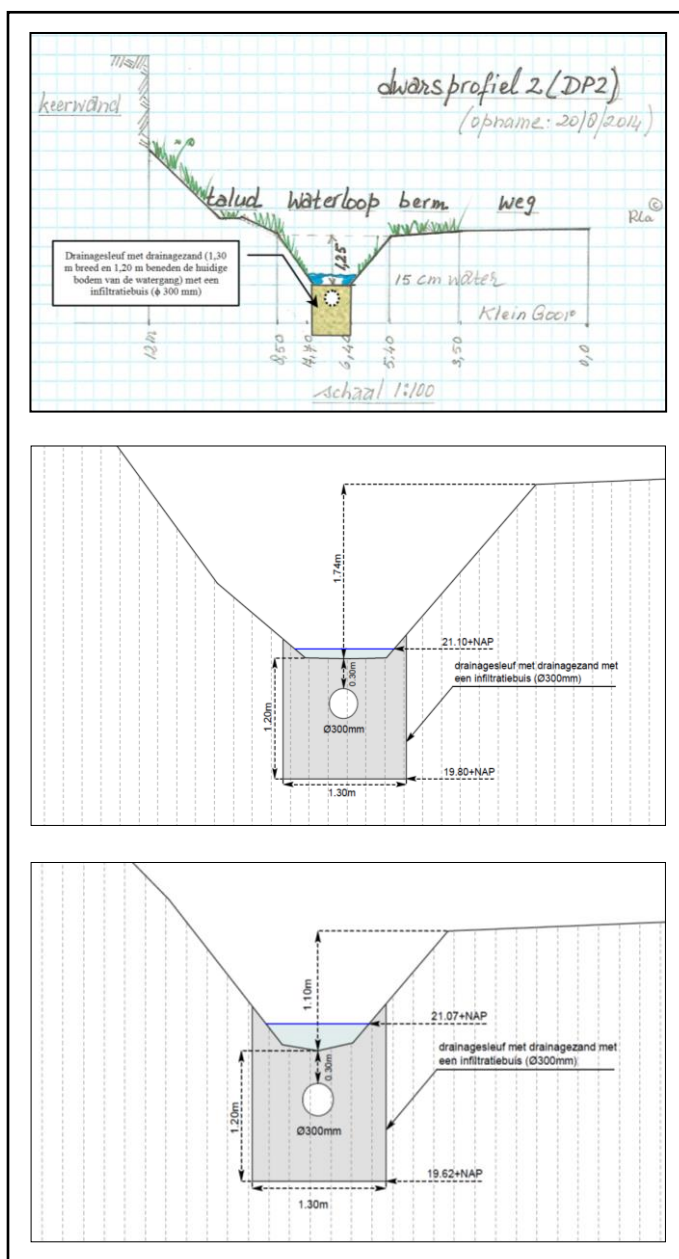 dwarsprofiel 2 (DP2)
(opname: 20/8/2014)
keerwand
talud waterloop berm weg
Rla ©
Drainagesleuf met drainagezand (1,30
m breed en 1,20 m beneden de huidige
bodem van de watergang) met een
infiltratiebuis (ϕ 300 mm)
1,25
15 cm water
Klein Goor
12m 8,50 7,70 6,40 5,40 3,50 0,0
schaal 1:100
1.74m
21.10+NAP
0.30m
drainagesleuf met drainagezand met
een infiltratiebuis (Ø300mm)
1.20m
Ø300mm
19.80+NAP
1.30m
1.10m
21.07+NAP
0.30m
drainagesleuf met drainagezand met
een infiltratiebuis (Ø300mm)
1.20m
Ø300mm
19.62+NAP
1.30m